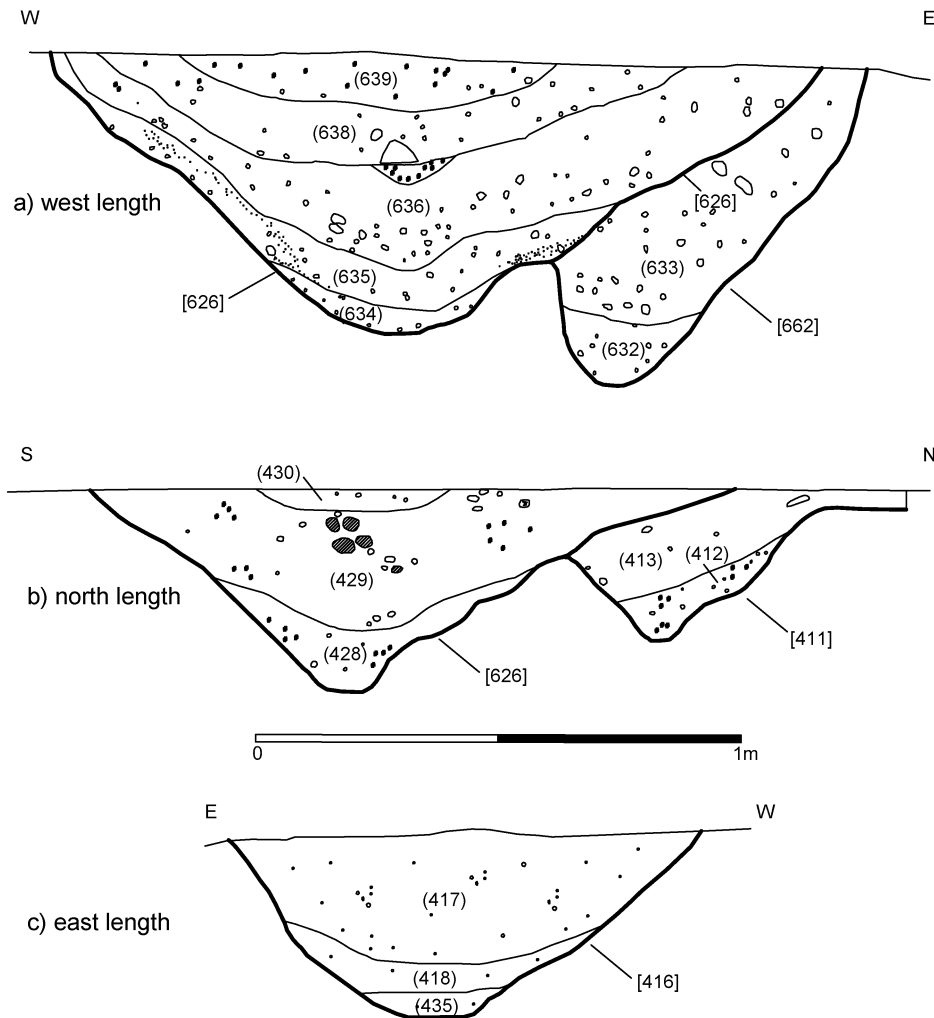 W E
(639)
(638)
a) west length
[626]
(636)
(633)
(635)
[626]
[662]
(634)
(632)
S N
(430)
(413) (412)
(429)
b) north length
[411]
(428)
[626]
0 1m
E W
(417)
c) east length
(418)
[416]
(435)